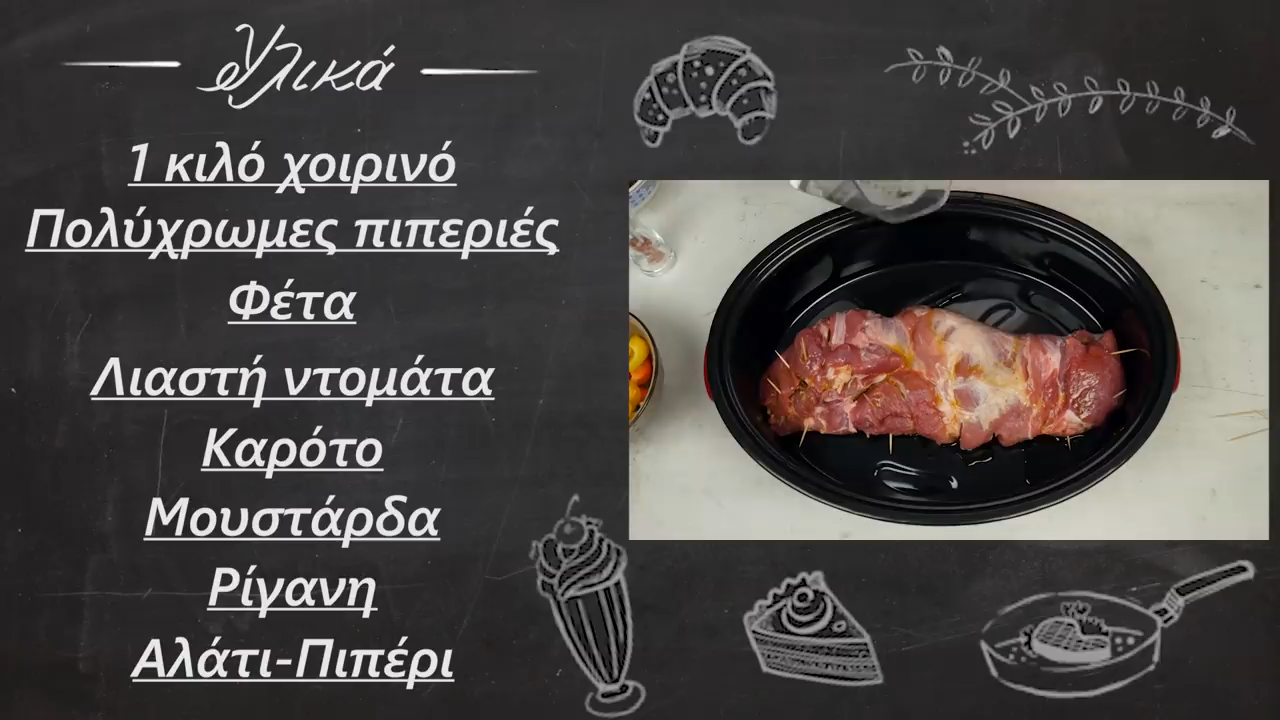 Υλικά
1 κιλό χοιρινό
Πολύχρωμες πιπεριές
Φέτα
Λιαστή ντομάτα
Καρότο
Μουστάρδα
Ρίγανη
Αλάτι-Πιπέρι